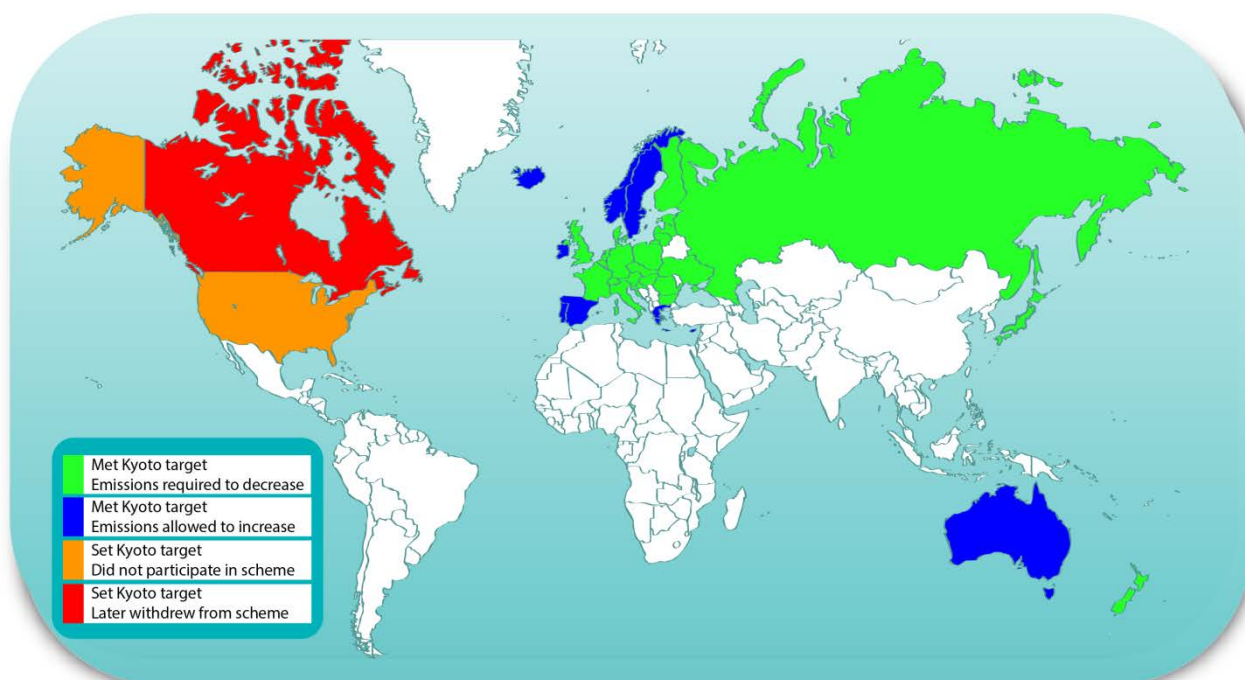 Met Kyoto target
Emissions required to decrease
Met Kyoto target
Emissions allowed to increase
Set Kyoto target
Did not participate in scheme
Set Kyoto target
Later withdrew from scheme